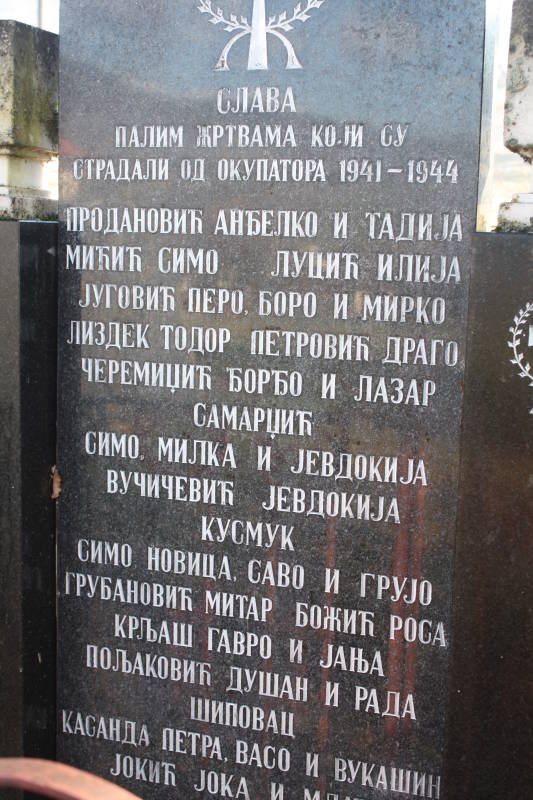 СЛАВА
ПАЛИМ ЖРТВАМА КОЈИ СУ
СТРАДАЛИ ОД ОКУПАТОРА 1941-1944
ПРОДАНОВИЋ АНЂЕЛКО И ТАДИЈА
МИЋИЋ СИМО ЛУЦИЋ ИЛИЈА
ЈУГОВИЋ ПЕРО, БОРО И МИРКО
ЛИЗДЕК ТОДОР ПЕТРОВИЋ ДРАГО
ЧЕРЕМИЏИЋ ЂОРЂО И ЛАЗАР
САМАРЏИЋ
СИМО, МИЛКА И ЈЕВДОКИЈА
ВУЧИЧЕВИЋ ЈЕВДОКИЈА
КУСМУК
СИМО НОВИЦА, САВО И ГРУЈО
ГРУБАНОВИЋ МИТАР БОЖИЋ РОСА
КРЉАШ ГАВРО И ЈАЊА
ПОЉАКОВИЋ ДУШАН И РАДА
ШИПОВАЦ
КАСАНДА ПЕТРА, ВАСО И ВУКАШИН
ЈОКИЋ ЈОКА И